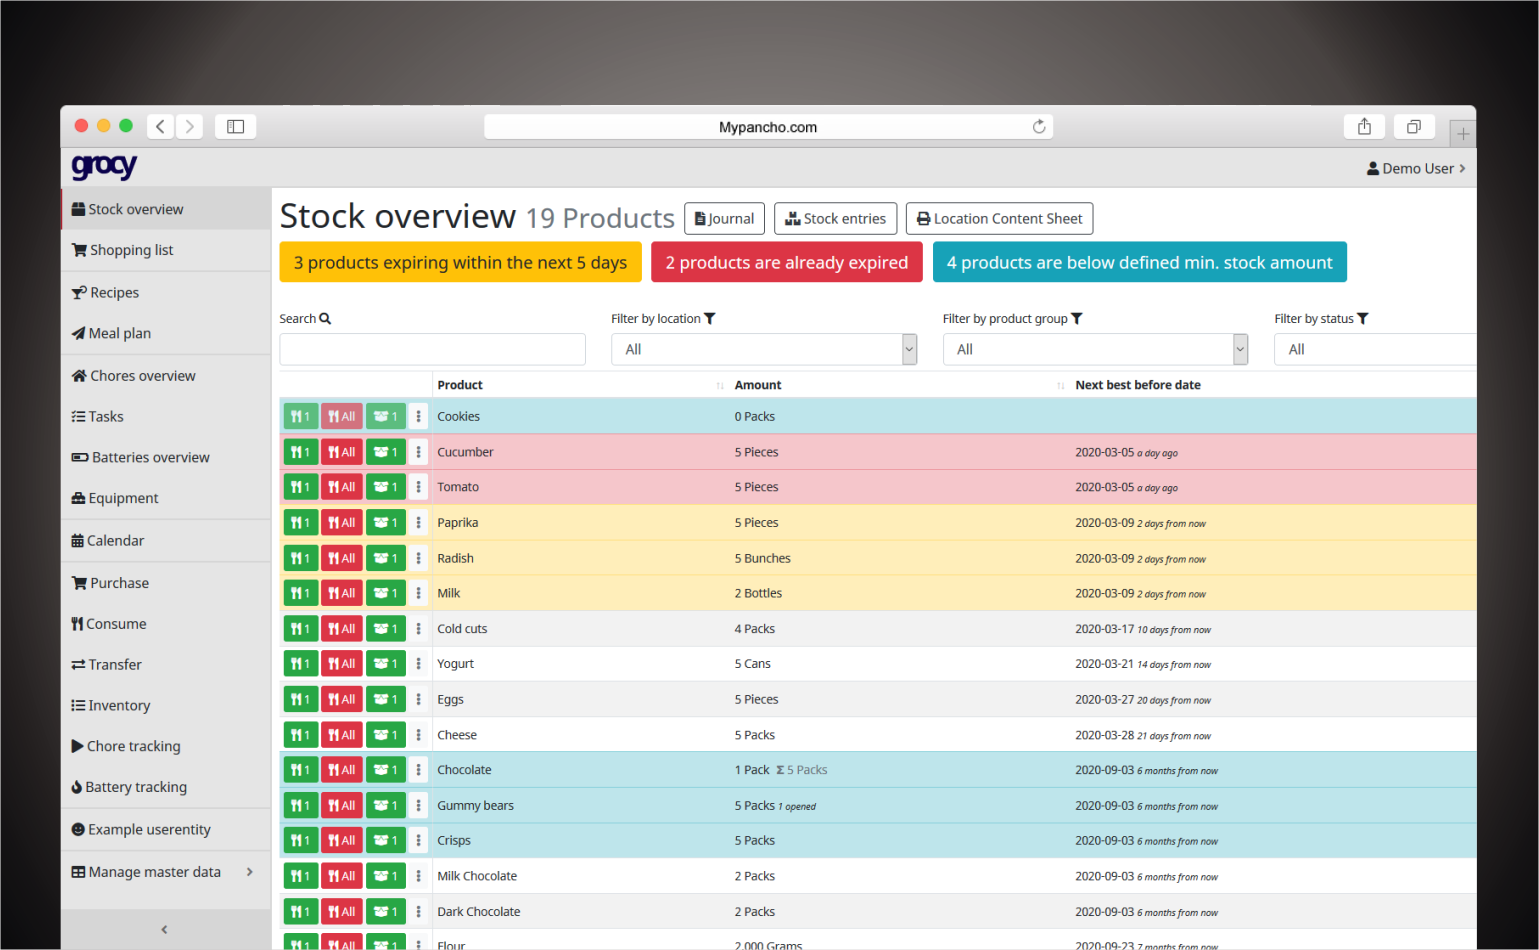 Mypancho.com
grocy
Demo User
Stock overview
Shopping list
Recipes
Meal plan
Chores overview
Tasks
Batteries overview
Equipment
Calendar
Purchase
Consume
Transfer
Inventory
Chore tracking
Battery tracking
Example userentity
Manage master data
Stock overview 19 Products Journal Stock entries Location Content Sheet
3 products expiring within the next 5 days 2 products are already expired 4 products are below defined min. stock amount
Search Filter by location Filter by product group Filter by status
All All All
Product Amount Next best before date
1 All 1 Cookies 0 Packs
1 All 1 Cucumber 5 Pieces 2020-03-05 a day ago
1 All 1 Tomato 5 Pieces 2020-03-05 a day ago
1 All 1 Paprika 5 Pieces 2020-03-09 2 days from now
1 All 1 Radish 5 Bunches 2020-03-09 2 days from now
1 All 1 Milk 2 Bottles 2020-03-09 2 days from now
1 All 1 Cold cuts 4 Packs 2020-03-17 10 days from now
1 All 1 Yogurt 5 Cans 2020-03-21 14 days from now
1 All 1 Eggs 5 Pieces 2020-03-27 20 days from now
1 All 1 Cheese 5 Packs 2020-03-28 21 days from now
1 All 1 Chocolate 1 Pack Σ 5 Packs 2020-09-03 6 months from now
1 All 1 Gummy bears 5 Packs 1 opened 2020-09-03 6 months from now
1 All 1 Crisps 5 Packs 2020-09-03 6 months from now
1 All 1 Milk Chocolate 2 Packs 2020-09-03 6 months from now
1 All 1 Dark Chocolate 2 Packs 2020-09-03 6 months from now
1 All 1 Flour 2,000 Grams 2020-09-23 7 months from now